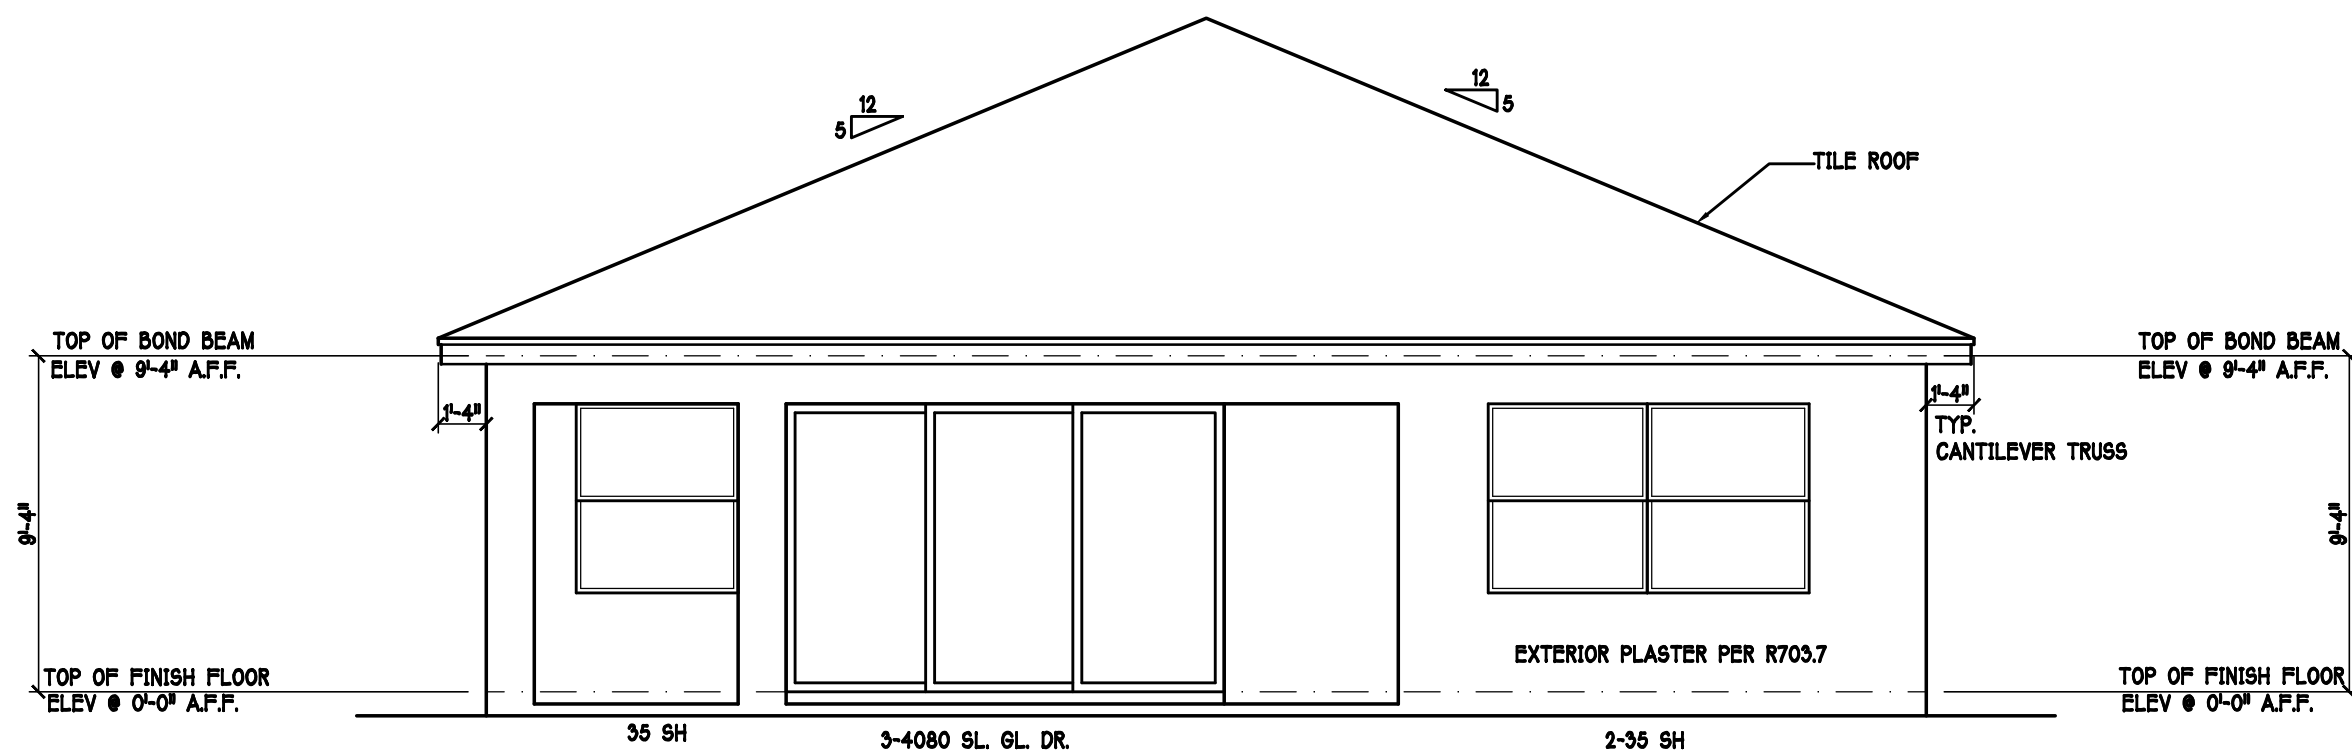 12
5
12
5
TILE ROOF
TOP OF BOND BEAM
ELEV @ 9'-4" A.F.F.
TOP OF BOND BEAM
ELEV @ 9'-4" A.F.F.
1'-4"
1'-4"
TYP.
CANTILEVER TRUSS
9'-4"
9'-4"
EXTERIOR PLASTER PER R703.7
TOP OF FINISH FLOOR
ELEV @ 0'-0" A.F.F.
TOP OF FINISH FLOOR
ELEV @ 0'-0" A.F.F.
35 SH
3-4080 SL. GL. DR.
2-35 SH